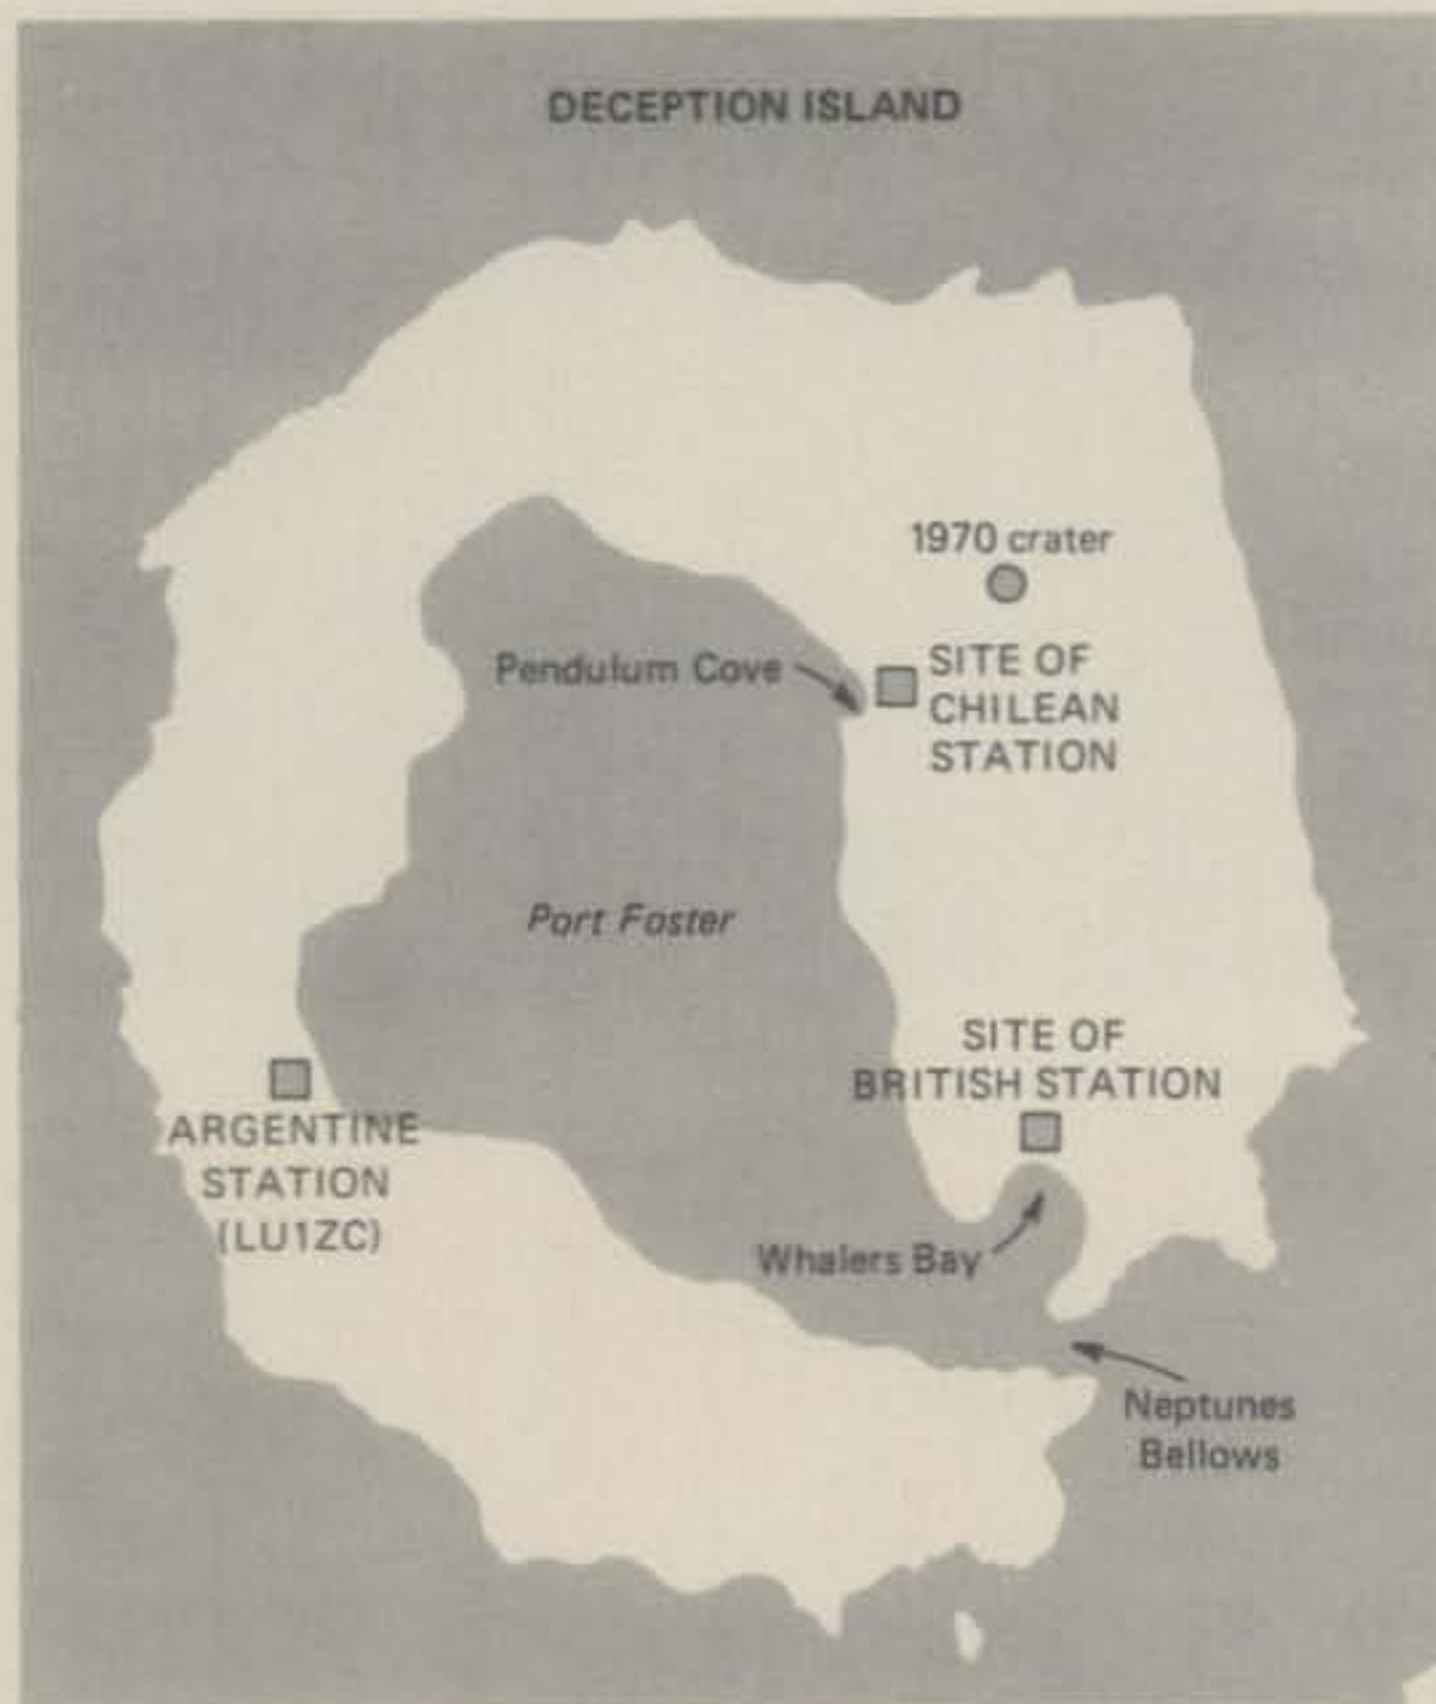 DECEPTION ISLAND
1970 crater
Pendulum Cove
SITE OF
CHILEAN
STATION
Port Foster
SITE OF
BRITISH STATION
ARGENTINE
STATION
(LU1ZC)
Whalers Bay
Neptunes
Bellows